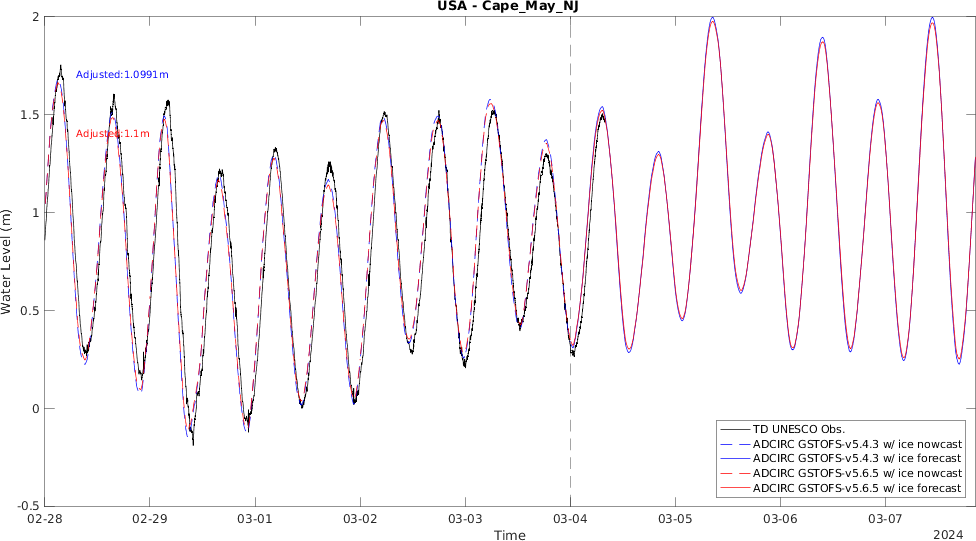 USA - Cape_May_NJ
2
Adjusted:1.0991m
1.5
Adjusted:1.1m
1
Water Level (m)
0.5
0
TD UNESCO Obs.
ADCIRC GSTOFS-v5.4.3 w/ ice nowcast
ADCIRC GSTOFS-v5.4.3 w/ ice forecast
ADCIRC GSTOFS-v5.6.5 w/ ice nowcast
ADCIRC GSTOFS-v5.6.5 w/ ice forecast
-0.5
02-28 02-29 03-01 03-02 03-03 03-04 03-05 03-06 03-07
Time
2024